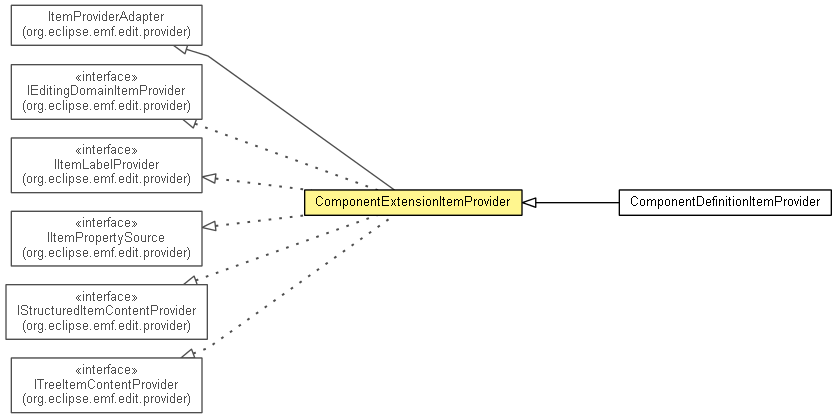 ItemProviderAdapter
(org.eclipse.emf.edit.provider)
«interface»
IEditingDomainItemProvider
(org.eclipse.emf.edit.provider)
«interface»
IItemLabelProvider
(org.eclipse.emf.edit.provider)
«interface»
IItemPropertySource
(org.eclipse.emf.edit.provider)
«interface»
IStructuredItemContentProvider
(org.eclipse.emf.edit.provider)
«interface»
ITreeItemContentProvider
(org.eclipse.emf.edit.provider)
ComponentExtensionItemProvider
ComponentDefinitionItemProvider